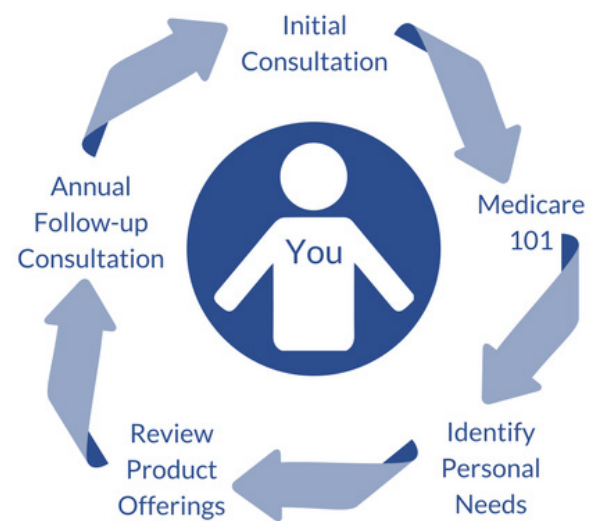 Initial
Consultation
Medicare
101
Identify
Personal
Needs
Review
Product
Offerings
Annual
Follow-up
Consultation
You